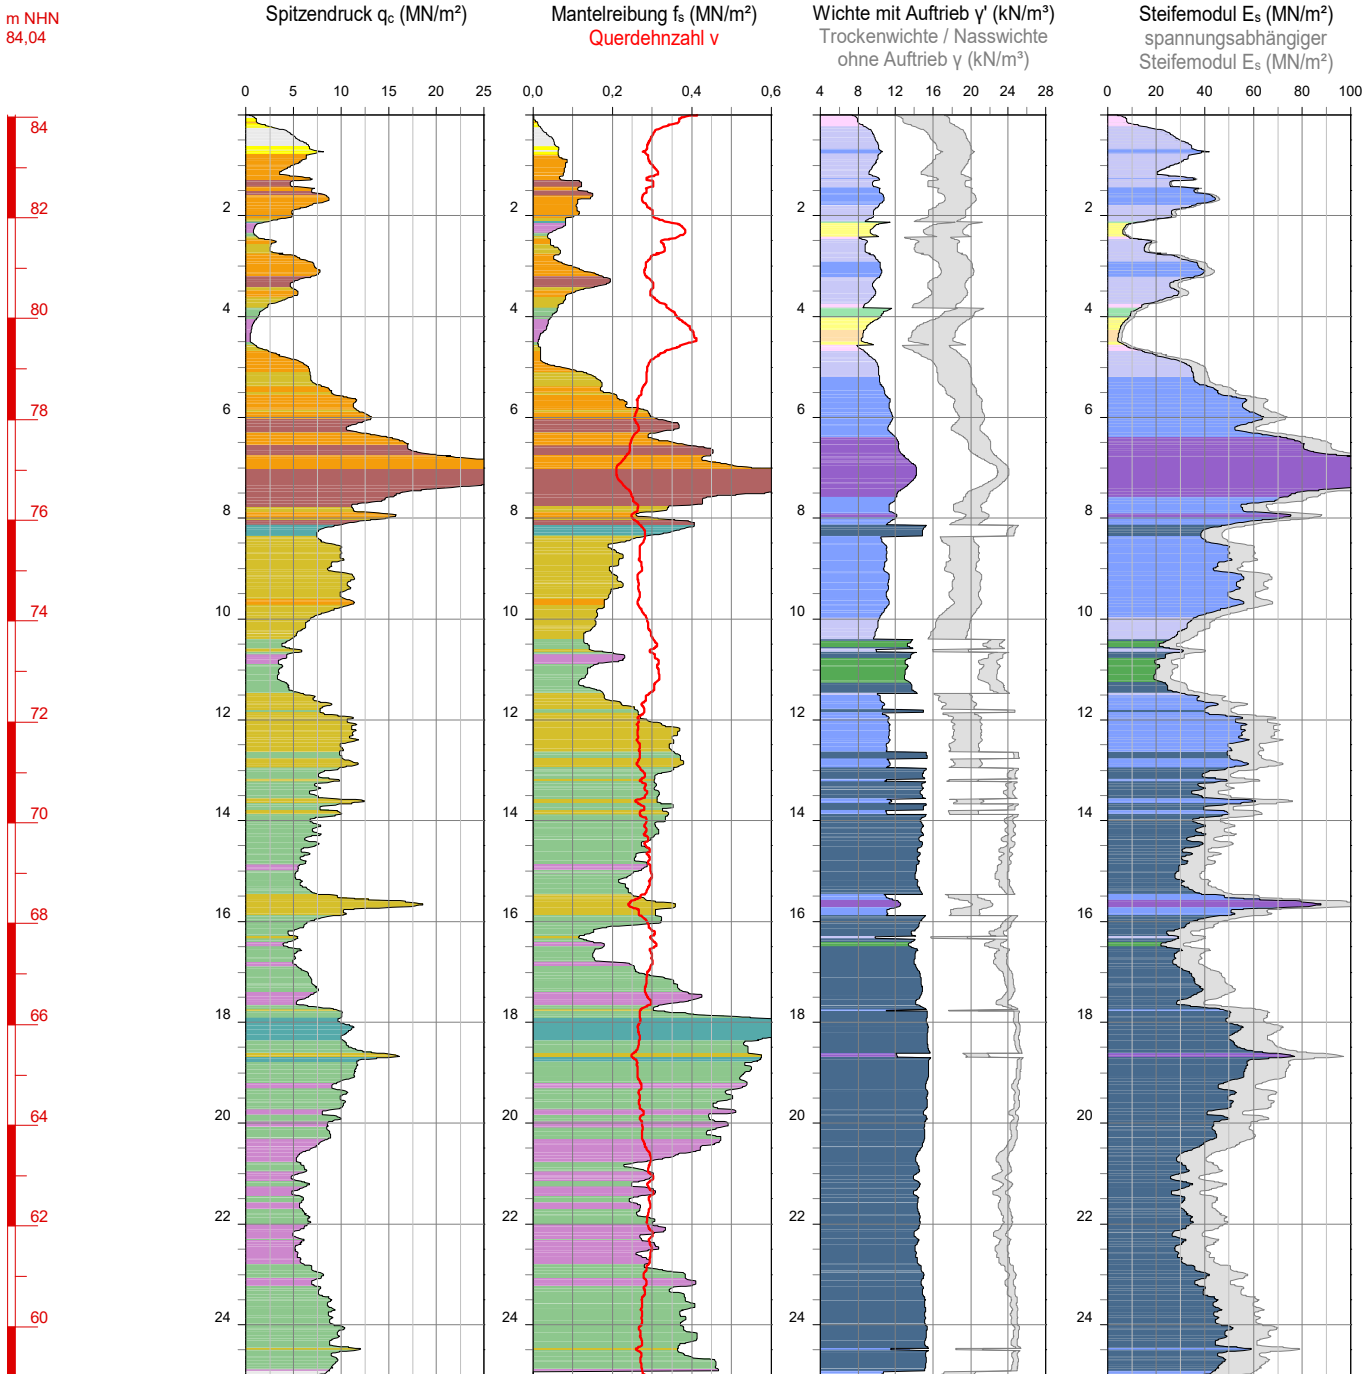 m NHN
84,04
Spitzendruck qc (MN/m²)
Mantelreibung fs (MN/m²)
Querdehnzahl v
Wichte mit Auftrieb γ' (kN/m³)
Trockenwichte / Nasswichte
ohne Auftrieb γ (kN/m³)
Steifemodul Es (MN/m²)
spannungsabhängiger
Steifemodul Es (MN/m²)
0 5 10 15 20 25
0,0 0,2 0,4 0,6
4 8 12 16 20 24 28
0 20 40 60 80 100
84
2 2 2 2
82
4 4 4 4
80
6 6 6 6
78
8 8 8 8
76
10 10 10 10
74
12 12 12 12
72
14 14 14 14
70
16 16 16 16
68
18 18 18 18
66
20 20 20 20
64
22 22 22 22
62
24 24 24 24
60